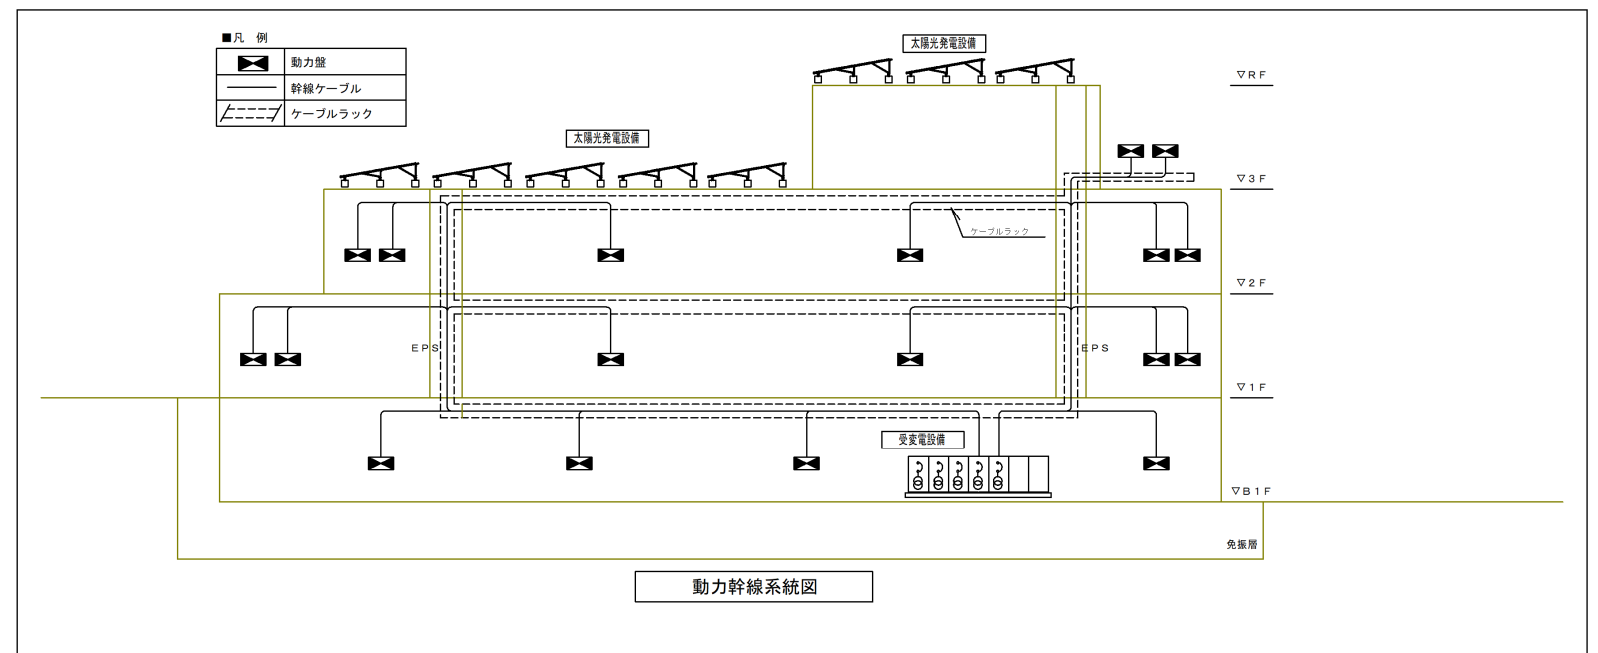 ■凡　例
動力盤
幹線ケーブル
ケーブルラック
太陽光発電設備
▽RF
太陽光発電設備
▽3F
ケーブルラック
▽2F
EPS
EPS
▽1F
受変電設備
▽B1F
免振層
動力幹線系統図